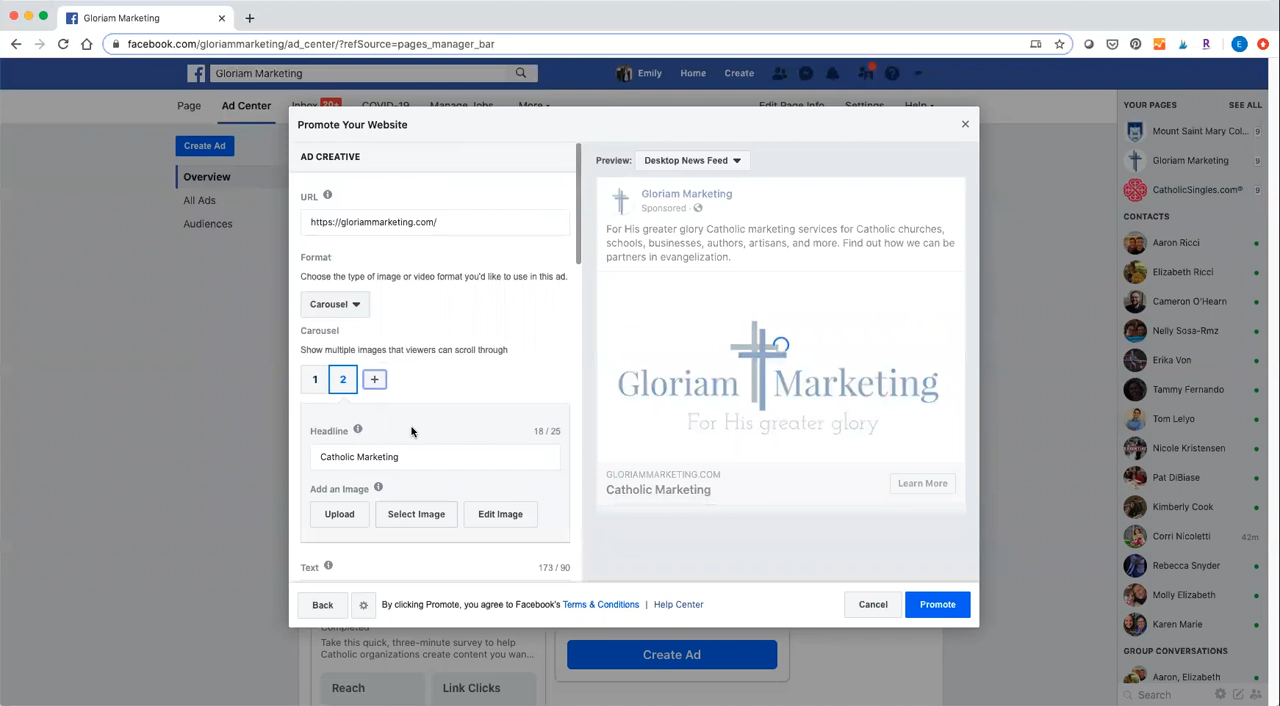 Gloriam Marketing
facebook.com/gloriammarketing/ad_center/?refSource=pages_manager_bar
R
E
Gloriam Marketing
Emily
Home
Create
Page
Ad Center
Inbox 20+
COVID-19
Manage Jobs
More
Edit Page Info
Settings
Help
Create Ad
Overview
All Ads
Audiences
Promote Your Website
AD CREATIVE
URL
https://gloriammarketing.com/
Format
Choose the type of image or video format you'd like to use in this ad.
Carousel
Carousel
Show multiple images that viewers can scroll through
1
2
+
Headline
18 / 25
Catholic Marketing
Add an Image
Upload
Select Image
Edit Image
Text
173 / 90
Preview:
Desktop News Feed
Gloriam Marketing
Sponsored ·
For His greater glory Catholic marketing services for Catholic churches,
schools, businesses, authors, artisans, and more. Find out how we can be
partners in evangelization.
Gloriam Marketing
For His greater glory
GLORIAMMARKETING.COM
Catholic Marketing
Learn More
Back
By clicking Promote, you agree to Facebook's Terms & Conditions | Help Center
Cancel
Promote
Completed
Take this quick, three-minute survey to help
Catholic organizations create content you wan...
Reach
Link Clicks
Create Ad
YOUR PAGES
SEE ALL
Mount Saint Mary Col... 9
Gloriam Marketing 9
CatholicSingles.com® 9
CONTACTS
Aaron Ricci
Elizabeth Ricci
Cameron O'Hearn
Nelly Sosa-Rmz
Erika Von
Tammy Fernando
Tom Lelyo
Nicole Kristensen
Pat DiBiase
Kimberly Cook
Corri Nicoletti 42m
Rebecca Snyder
Molly Elizabeth
Karen Marie
GROUP CONVERSATIONS
Aaron, Elizabeth
Search